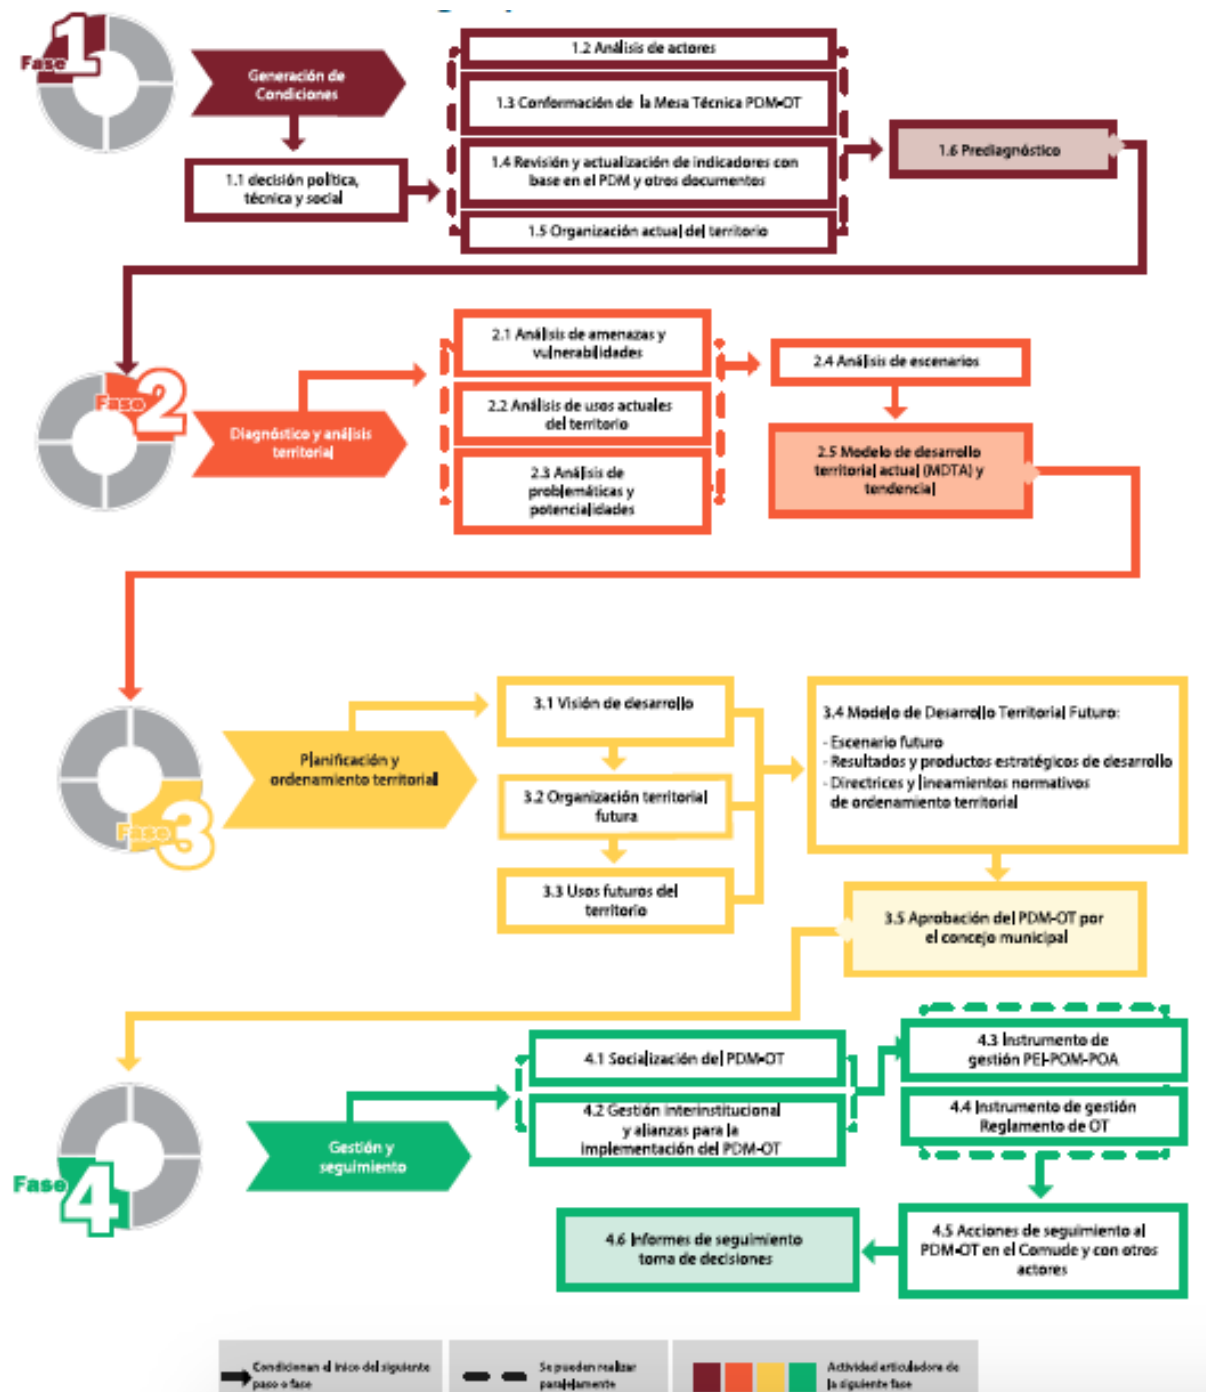 Fase 1
Generación de
Condiciones
1.1 decisión política,
técnica y social
1.2 Análisis de actores
1.3 Conformación de la Mesa Técnica PDM-OT
1.4 Revisión y actualización de indicadores con
base en el PDM y otros documentos
1.5 Organización actual del territorio
1.6 Prediagnóstico
Fase 2
Diagnóstico y análisis
territorial
2.1 Análisis de amenazas y
vulnerabilidades
2.2 Análisis de usos actuales
del territorio
2.3 Análisis de
problemáticas y
potencialidades
2.4 Análisis de escenarios
2.5 Modelo de desarrollo
territorial actual (MDTA) y
tendencial
Fase 3
Planificación y
ordenamiento territorial
3.1 Visión de desarrollo
3.2 Organización territorial
futura
3.3 Usos futuros del
territorio
3.4 Modelo de Desarrollo Territorial Futuro:
- Escenario futuro
- Resultados y productos estratégicos de desarrollo
- Directrices y lineamientos normativos
de ordenamiento territorial
3.5 Aprobación del PDM-OT por
el concejo municipal
Fase 4
Gestión y
seguimiento
4.1 Socialización del PDM-OT
4.2 Gestión interinstitucional
y alianzas para la
implementación del PDM-OT
4.3 Instrumento de
gestión PEI-POM-POA
4.4 Instrumento de gestión
Reglamento de OT
4.5 Acciones de seguimiento al
PDM-OT en el Comude y con otros
actores
4.6 Informes de seguimiento
toma de decisiones
Condicionan el inico del siguiente
paso o fase
Se pueden realizar
paralelamente
Actividad articuladora de
la siguiente fase